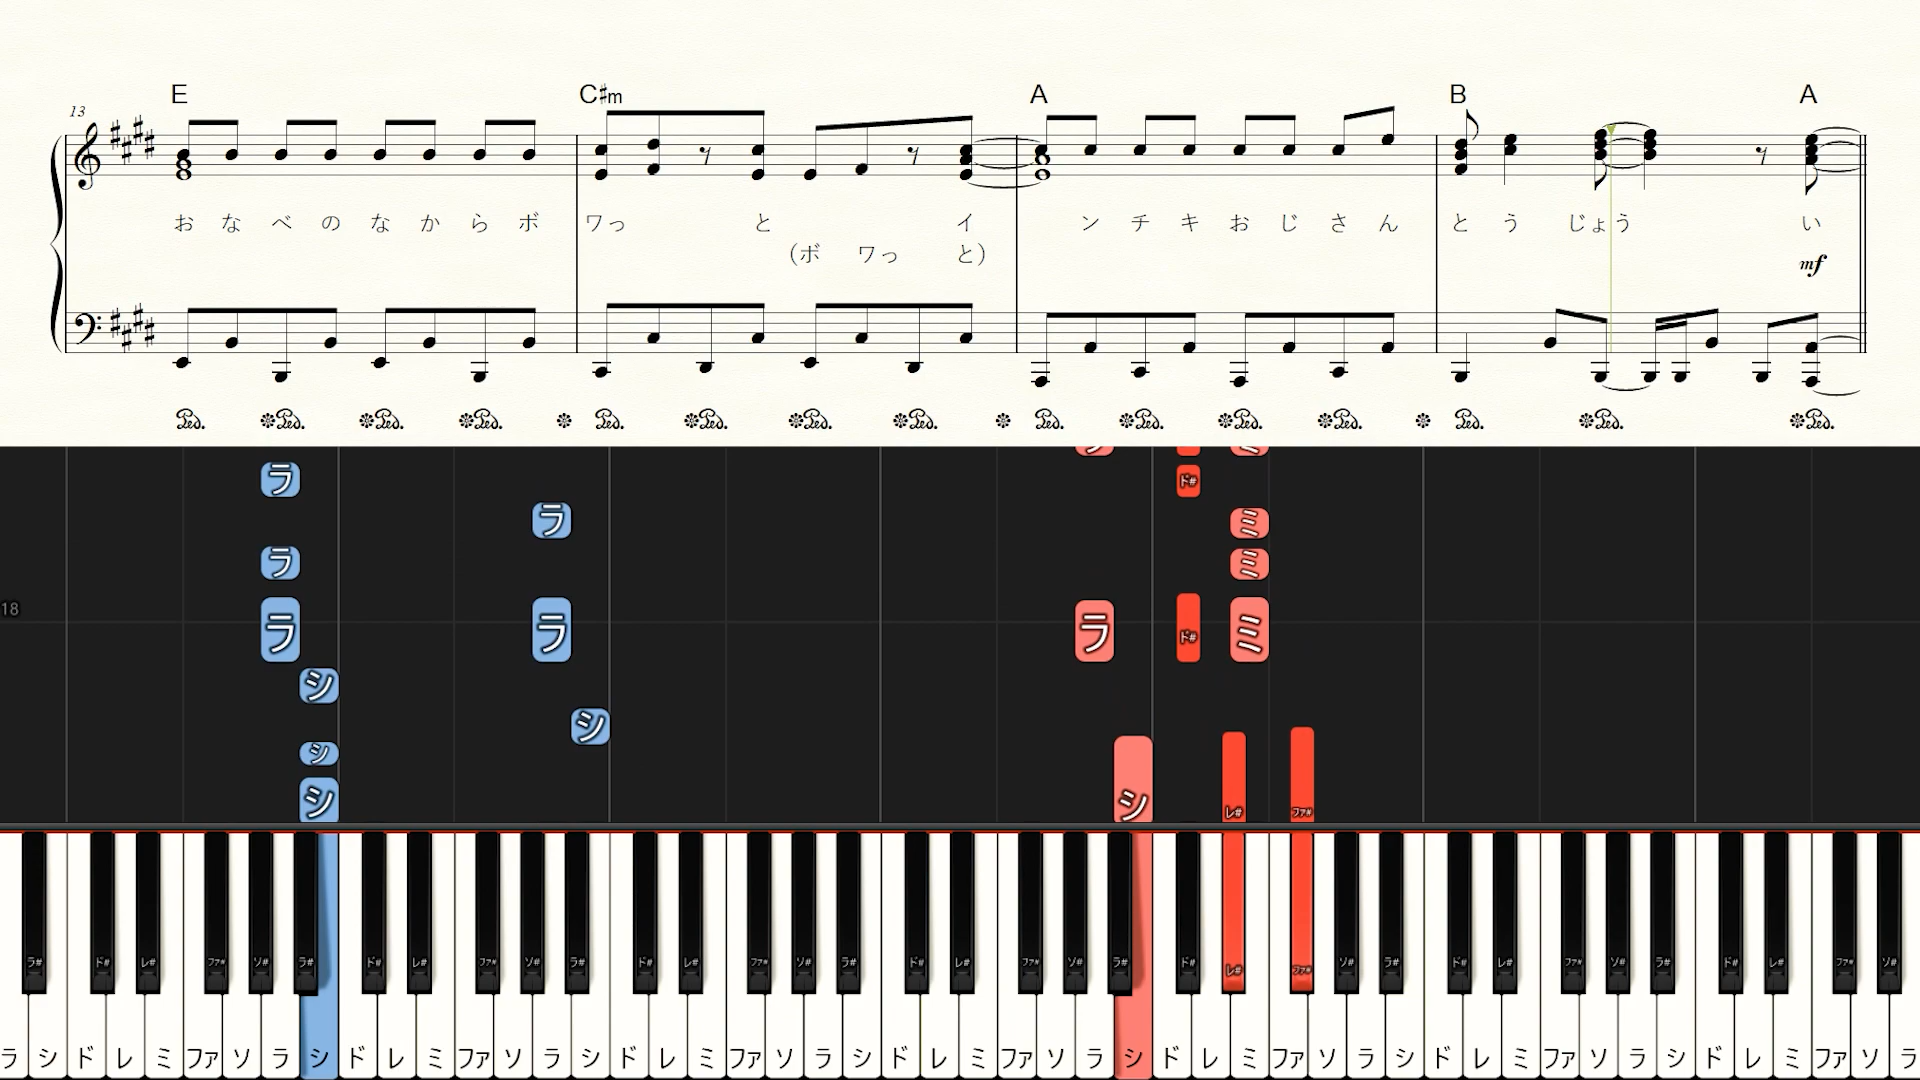 E C♯m A B A
13
お な べ の な か ら ボ ワっ と イ ン チ キ お じ さ ん と う じょう い
(ボ ワっ と)
mf
Ped. Ped. Ped. Ped. Ped. Ped. Ped. Ped. Ped. Ped. Ped. Ped. Ped. Ped. Ped.
ラ ド#
ラ ミ
ラ ラ ミ
18
ラ ラ ラ ド# ミ
シ
シ
シ
シ シ レ# ファ#
ラ# ド# レ# ファ# ソ# ラ# ド# レ# ファ# ソ# ラ# ド# レ# ファ# ソ# ラ# ド# レ# ファ# ソ# ラ# ド# レ# ファ# ソ# ラ# ド# レ# ファ# ソ# ラ# ド# レ# ファ# ソ#
ラ シ ド レ ミ ファ ソ ラ シ ド レ ミ ファ ソ ラ シ ド レ ミ ファ ソ ラ シ ド レ ミ ファ ソ ラ シ ド レ ミ ファ ソ ラ シ ド レ ミ ファ ソ ラ シ ド レ ミ ファ ソ ラ